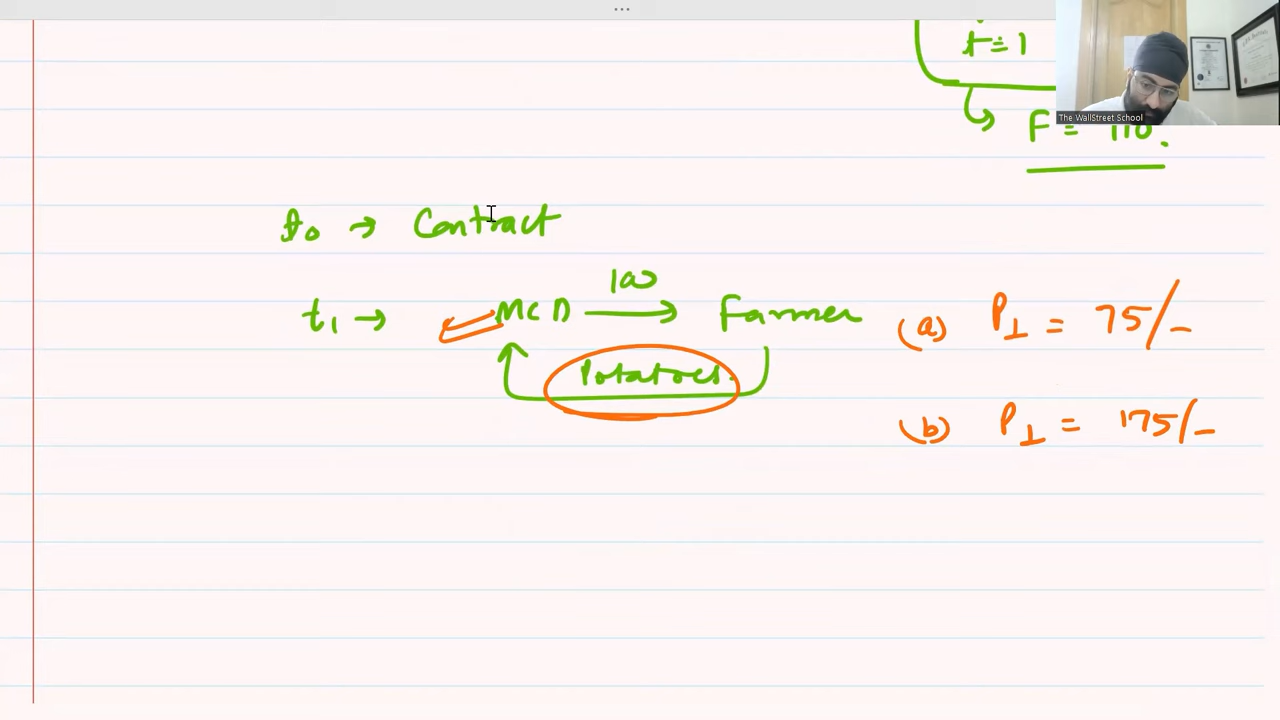 t = 1
The WallStreet School
F = 110.
t0 → Contract
100
t1 → MCD → Farmer
Potatoes.
(a) P1 = 75/-
(b) P1 = 175/-